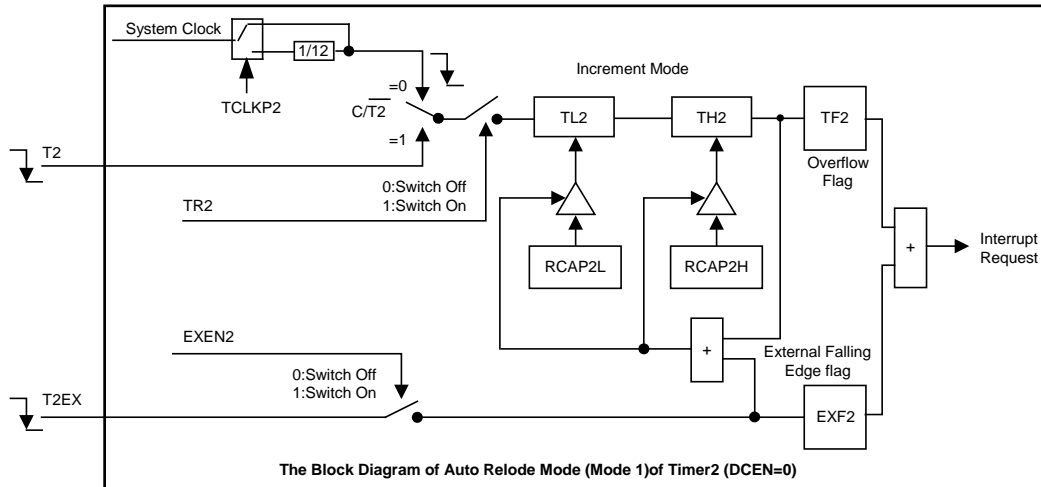 System Clock
1/12
TCLKP2
=0
C/T2
=1
Increment Mode
TL2
TH2
TF2
Overflow
Flag
T2
0:Switch Off
1:Switch On
TR2
RCAP2L
RCAP2H
+
Interrupt
Request
EXEN2
0:Switch Off
1:Switch On
+
External Falling
Edge flag
T2EX
EXF2
The Block Diagram of Auto Relode Mode (Mode 1)of Timer2 (DCEN=0)